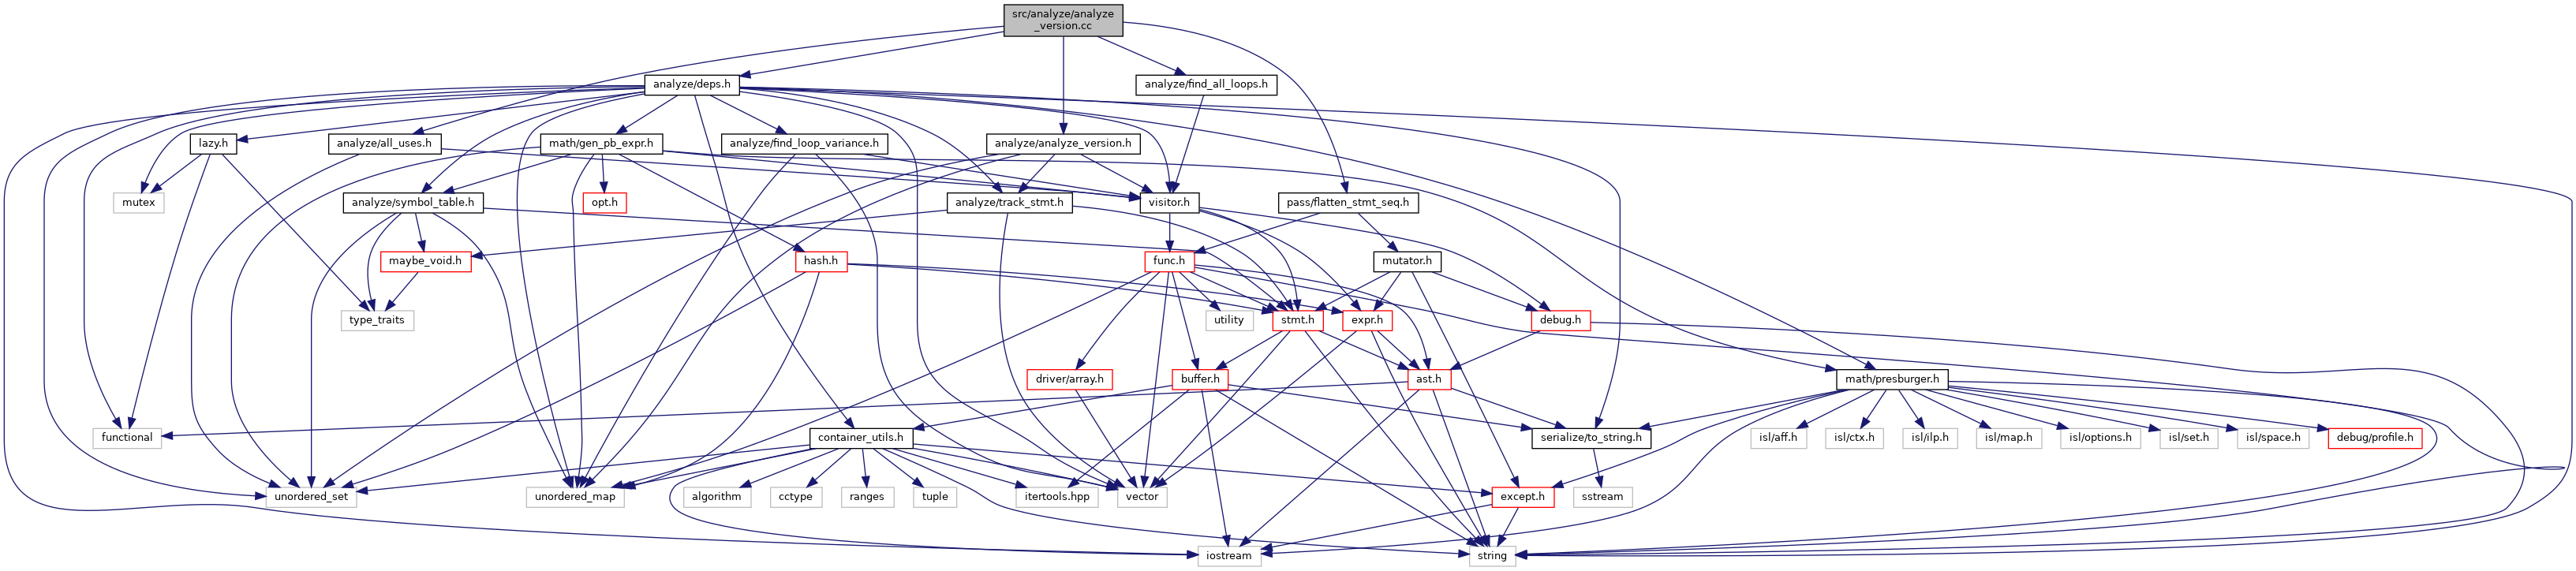 src/analyze/analyze
_version.cc
analyze/deps.h
analyze/find_all_loops.h
lazy.h
analyze/all_uses.h
math/gen_pb_expr.h
analyze/find_loop_variance.h
analyze/analyze_version.h
mutex
analyze/symbol_table.h
opt.h
analyze/track_stmt.h
visitor.h
pass/flatten_stmt_seq.h
maybe_void.h
hash.h
func.h
mutator.h
type_traits
utility
stmt.h
expr.h
debug.h
driver/array.h
buffer.h
ast.h
math/presburger.h
functional
container_utils.h
serialize/to_string.h
isl/aff.h
isl/ctx.h
isl/ilp.h
isl/map.h
isl/options.h
isl/set.h
isl/space.h
debug/profile.h
unordered_set
unordered_map
algorithm
cctype
ranges
tuple
itertools.hpp
vector
except.h
sstream
iostream
string